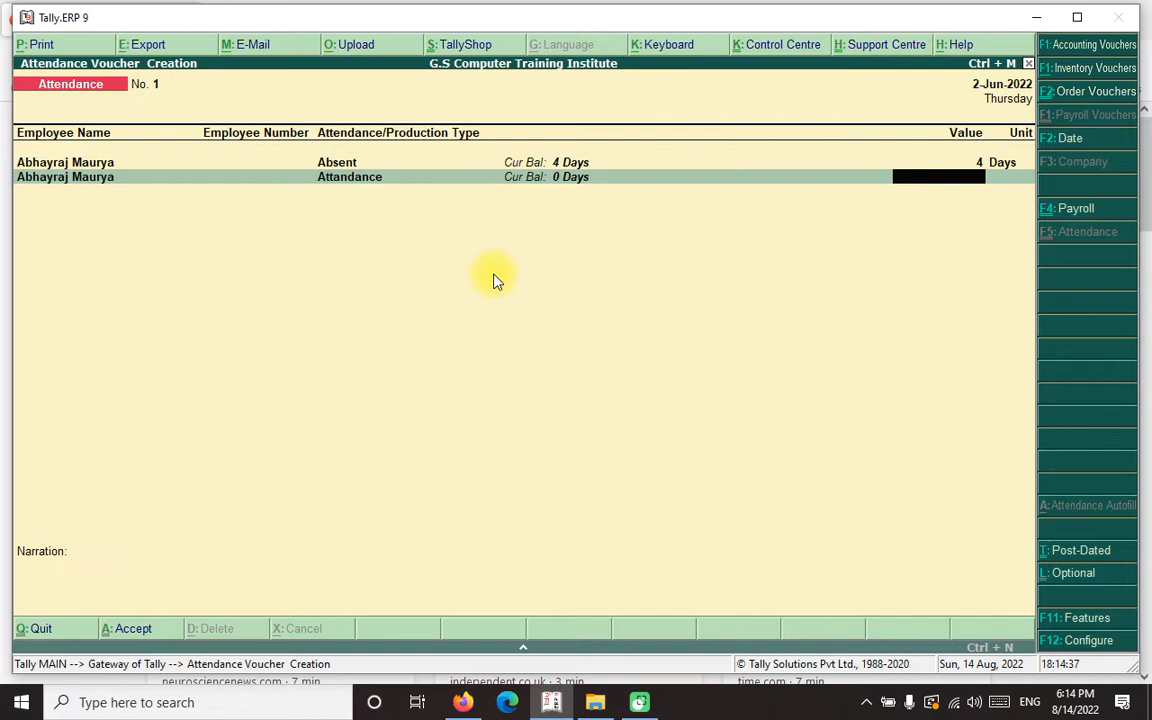 Tally.ERP 9
P: Print E: Export M: E-Mail O: Upload S: TallyShop G: Language K: Keyboard K: Control Centre H: Support Centre H: Help
Attendance Voucher Creation G.S Computer Training Institute Ctrl + M
Attendance No. 1 2-Jun-2022
Thursday
Employee Name Employee Number Attendance/Production Type Value Unit
Abhayraj Maurya Absent Cur Bal: 4 Days 4 Days
Abhayraj Maurya Attandance Cur Bal: 0 Days
Narration:
Q: Quit A: Accept D: Delete X: Cancel
Ctrl + N
F1: Accounting Vouchers
F1: Inventory Vouchers
F2: Order Vouchers
F1: Payroll Vouchers
F2: Date
F3: Company
F4: Payroll
F5: Attendance
A: Attendance Autofill
T: Post-Dated
L: Optional
F11: Features
F12: Configure
Tally MAIN --> Gateway of Tally --> Attendance Voucher Creation © Tally Solutions Pvt Ltd., 1988-2020 Sun, 14 Aug, 2022 18:14:37
neurosciencenews.com · 7 min independent.co.uk · 3 min time.com · 7 min
Type here to search ENG 6:14 PM
8/14/2022